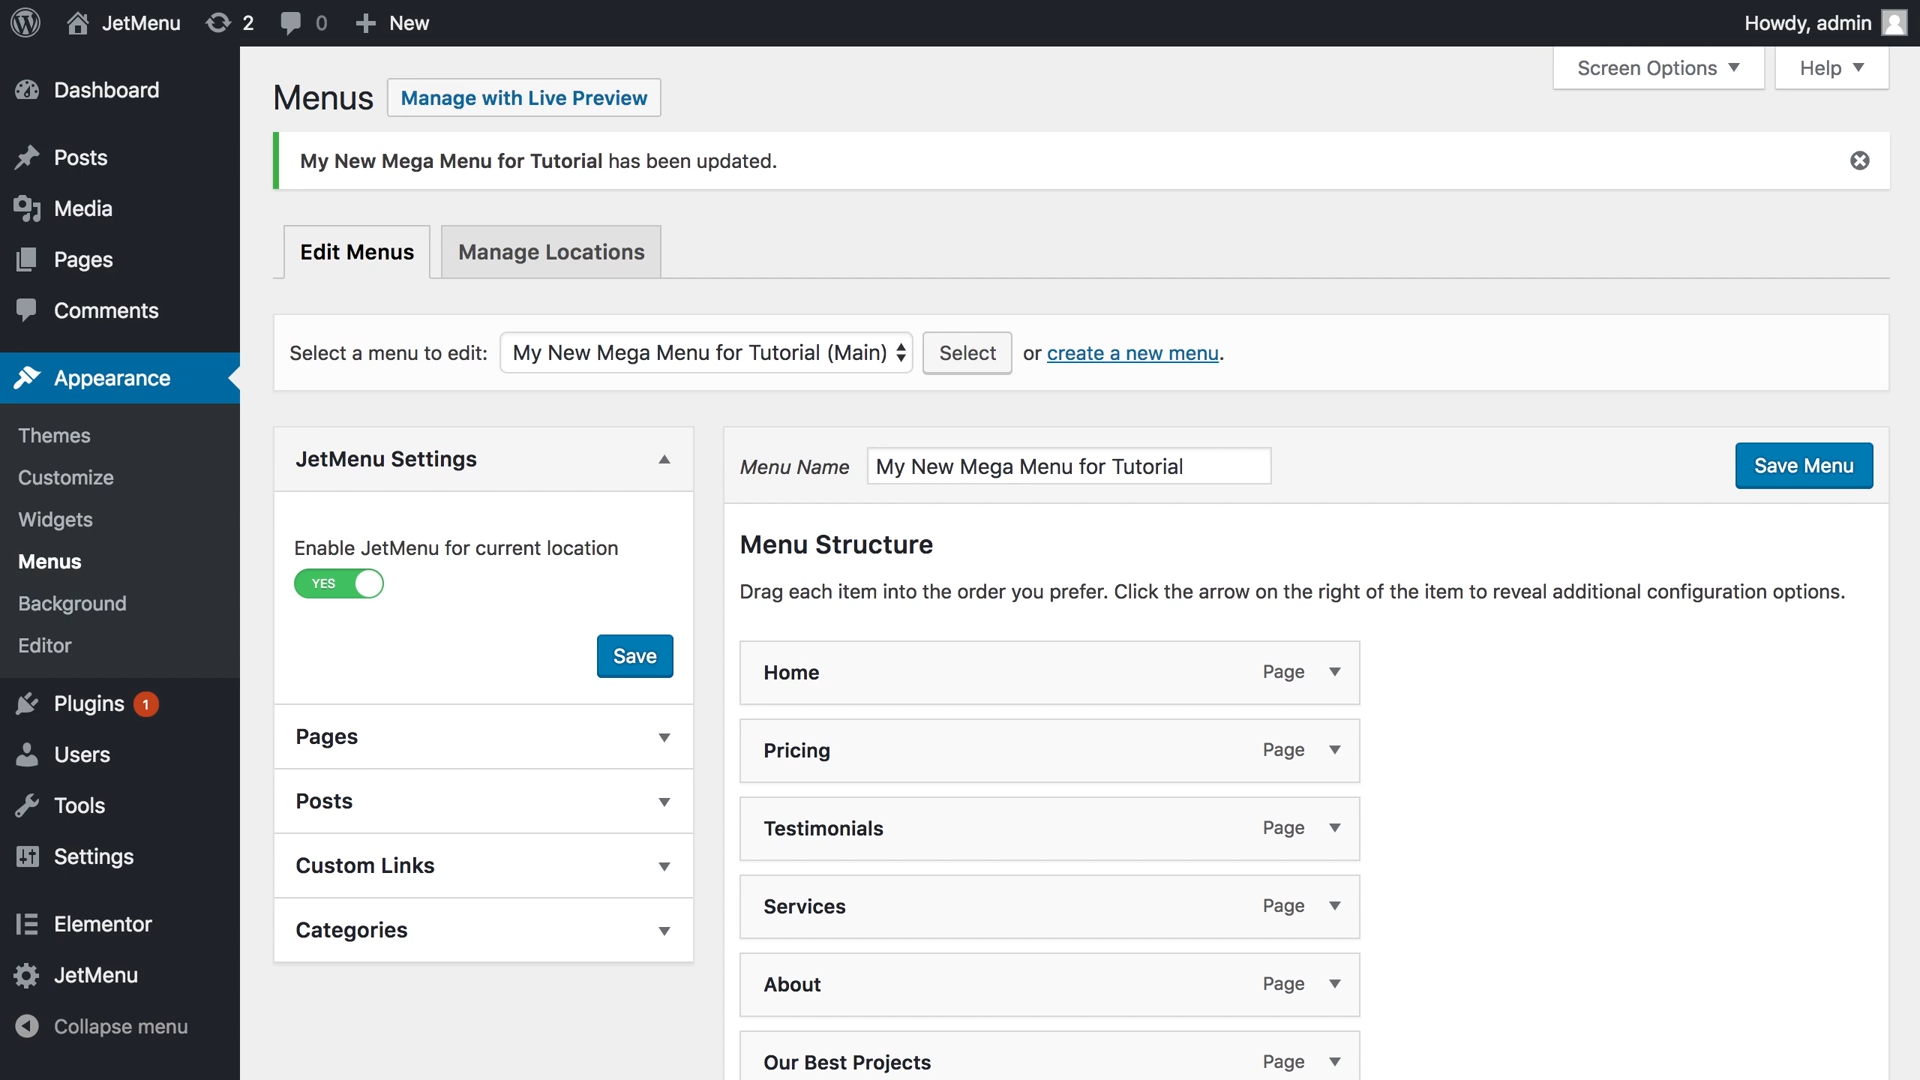 JetMenu 2 0 New Howdy, admin
Dashboard
Posts
Media
Pages
Comments
Appearance
Themes
Customize
Widgets
Menus
Background
Editor
Plugins 1
Users
Tools
Settings
Elementor
JetMenu
Collapse menu
Screen Options Help
Menus Manage with Live Preview
My New Mega Menu for Tutorial has been updated.
Edit Menus Manage Locations
Select a menu to edit: My New Mega Menu for Tutorial (Main) Select or create a new menu.
JetMenu Settings
Enable JetMenu for current location
YES
Save
Pages
Posts
Custom Links
Categories
Menu Name My New Mega Menu for Tutorial Save Menu
Menu Structure
Drag each item into the order you prefer. Click the arrow on the right of the item to reveal additional configuration options.
Home Page
Pricing Page
Testimonials Page
Services Page
About Page
Our Best Projects Page